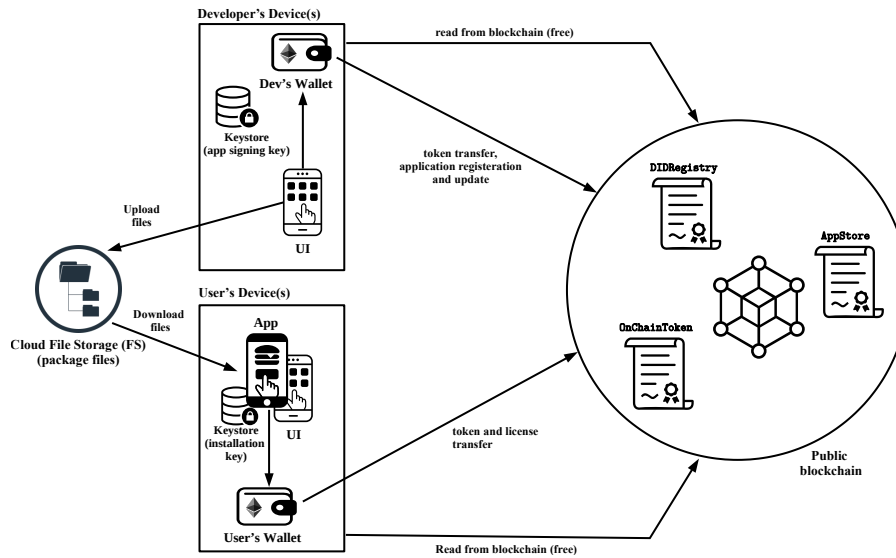 Developer's Device(s)
read from blockchain (free)
Dev's Wallet
Keystore
(app signing key)
token transfer,
application registeration
and update
DIDRegistry
Upload
files
UI
AppStore
User's Device(s)
Download
files
App
OnChainToken
Cloud File Storage (FS)
(package files)
Keystore
(installation
key)
UI
token and license
transfer
Public
blockchain
User's Wallet
Read from blockchain (free)